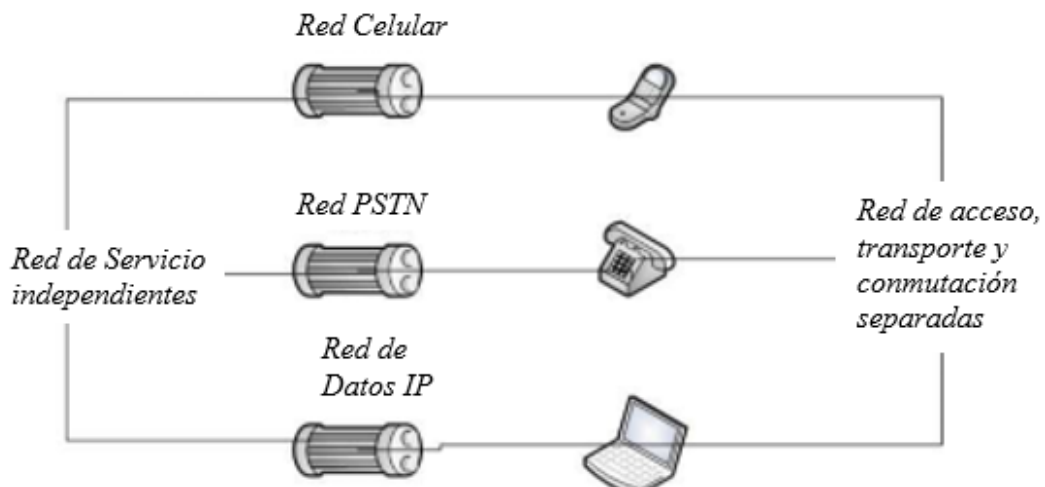 Red Celular
Red PSTN
Red de Servicio
independientes
Red de acceso,
transporte y
conmutación
separadas
Red de
Datos IP